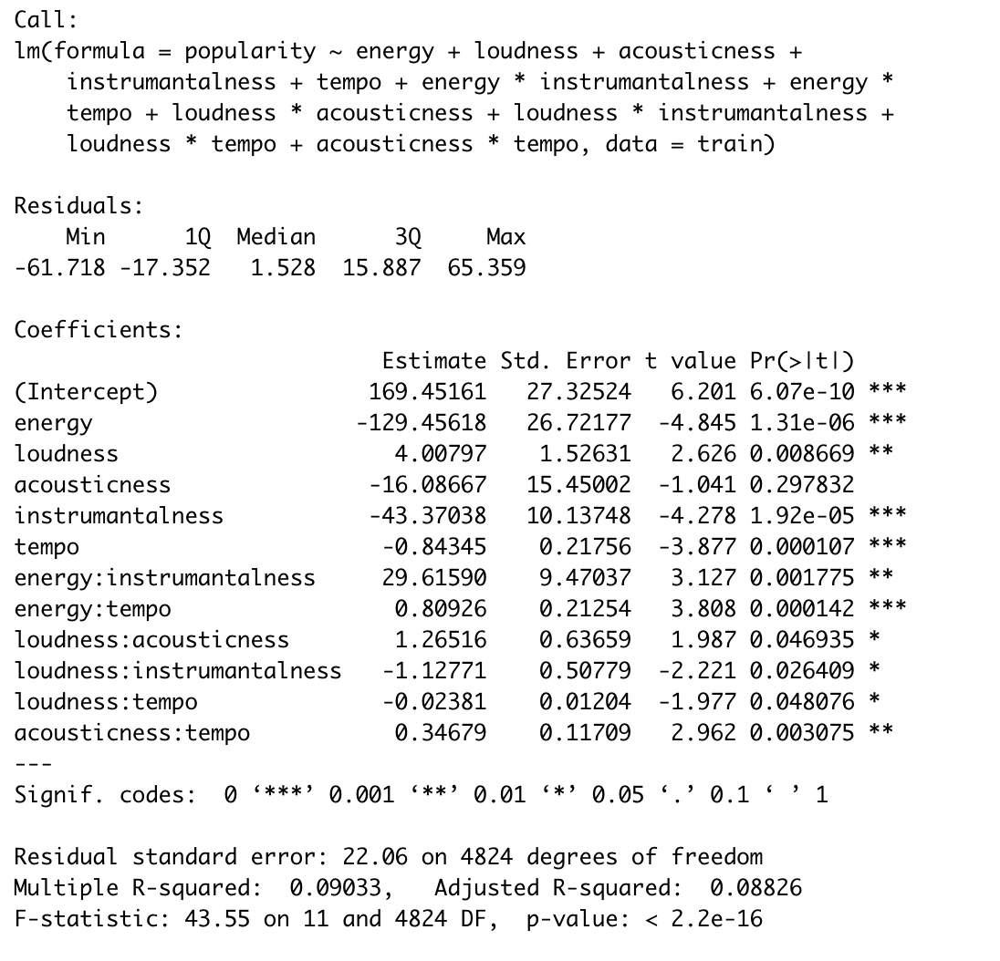 Call:
lm(formula = popularity ~ energy + loudness + acousticness +
    instrumantalness + tempo + energy * instrumantalness + energy *
    tempo + loudness * acousticness + loudness * instrumantalness +
    loudness * tempo + acousticness * tempo, data = train)

Residuals:
    Min      1Q  Median      3Q     Max
-61.718 -17.352   1.528  15.887  65.359

Coefficients:
                            Estimate Std. Error t value Pr(>|t|)
(Intercept)                169.45161   27.32524   6.201 6.07e-10 ***
energy                    -129.45618   26.72177  -4.845 1.31e-06 ***
loudness                     4.00797    1.52631   2.626 0.008669 **
acousticness               -16.08667   15.45002  -1.041 0.297832
instrumantalness           -43.37038   10.13748  -4.278 1.92e-05 ***
tempo                       -0.84345    0.21756  -3.877 0.000107 ***
energy:instrumantalness     29.61590    9.47037   3.127 0.001775 **
energy:tempo                 0.80926    0.21254   3.808 0.000142 ***
loudness:acousticness        1.26516    0.63659   1.987 0.046935 *
loudness:instrumantalness   -1.12771    0.50779  -2.221 0.026409 *
loudness:tempo              -0.02381    0.01204  -1.977 0.048076 *
acousticness:tempo           0.34679    0.11709   2.962 0.003075 **
---
Signif. codes:  0 ‘***’ 0.001 ‘**’ 0.01 ‘*’ 0.05 ‘.’ 0.1 ‘ ’ 1

Residual standard error: 22.06 on 4824 degrees of freedom
Multiple R-squared:  0.09033,   Adjusted R-squared:  0.08826
F-statistic: 43.55 on 11 and 4824 DF,  p-value: < 2.2e-16